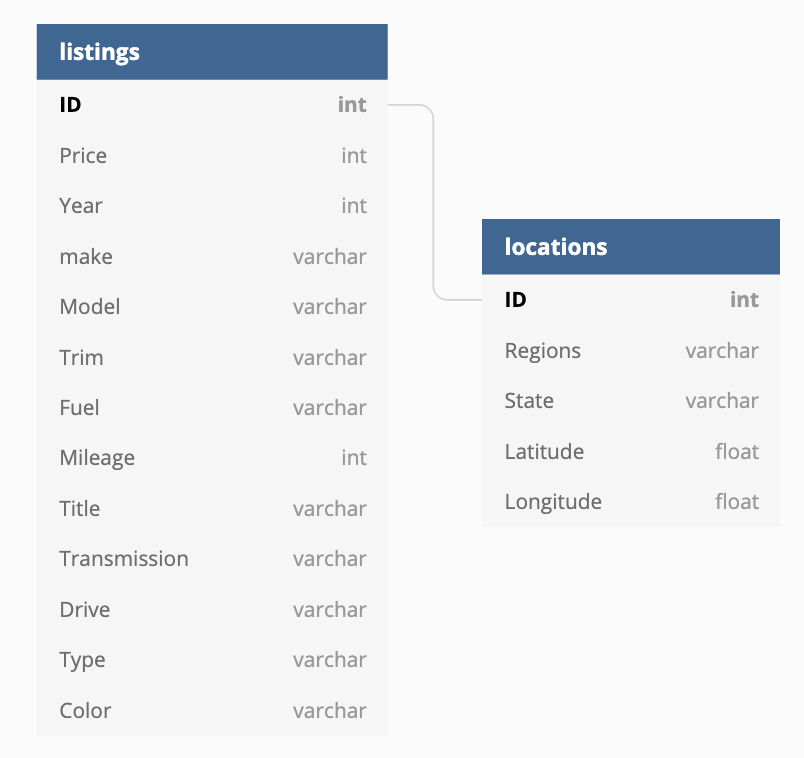 listings
ID int
Price int
Year int
make varchar
Model varchar
Trim varchar
Fuel varchar
Mileage int
Title varchar
Transmission varchar
Drive varchar
Type varchar
Color varchar
locations
ID int
Regions varchar
State varchar
Latitude float
Longitude float